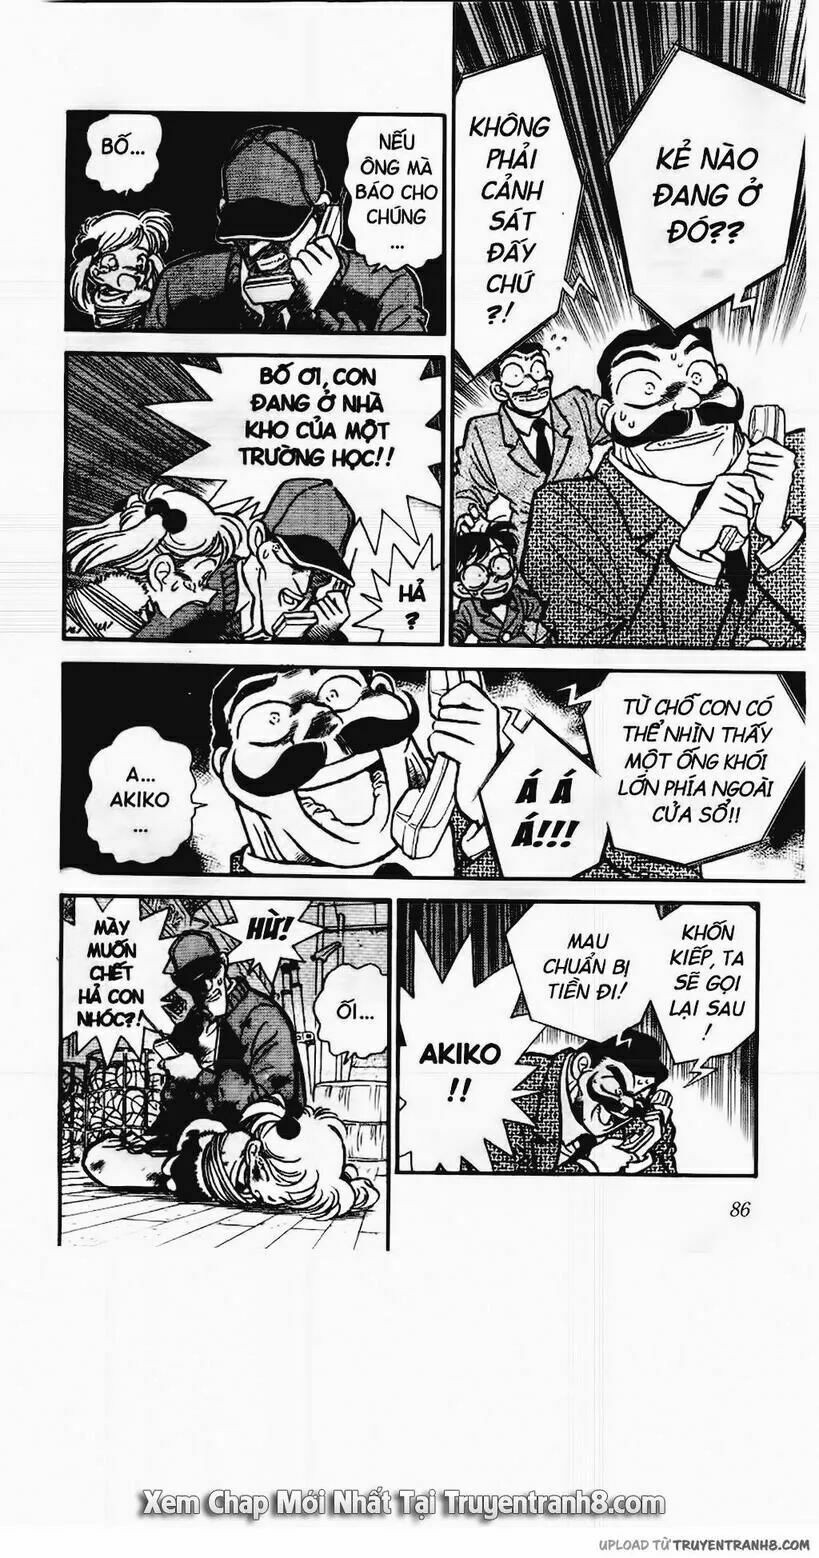 KẺ NÀO
ĐANG Ở
ĐÓ??
KHÔNG
PHẢI
CẢNH
SÁT
ĐẤY
CHỨ
?!
NẾU
ÔNG MÀ
BÁO CHO
CHÚNG
...
BỐ...
BỐ ƠI, CON
ĐANG Ở NHÀ
KHO CỦA MỘT
TRƯỜNG HỌC!!
HẢ
?
TỪ CHỖ CON CÓ
THỂ NHÌN THẤY
MỘT ỐNG KHÓI
LỚN PHÍA NGOÀI
CỬA SỔ!!
Á Á
Á!!!
A...
AKIKO
...
KHỐN
KIẾP, TA
SẼ GỌI
LẠI SAU
!
MAU
CHUẨN BỊ
TIỀN ĐI!
AKIKO
!!
HỪ!
MÀY
MUỐN
CHẾT
HẢ CON
NHÓC?!
ỐI...
86
Xem Chap Mới Nhất Tại Truyentranh8.com
UPLOAD TỪ TRUYENTRANH8.COM